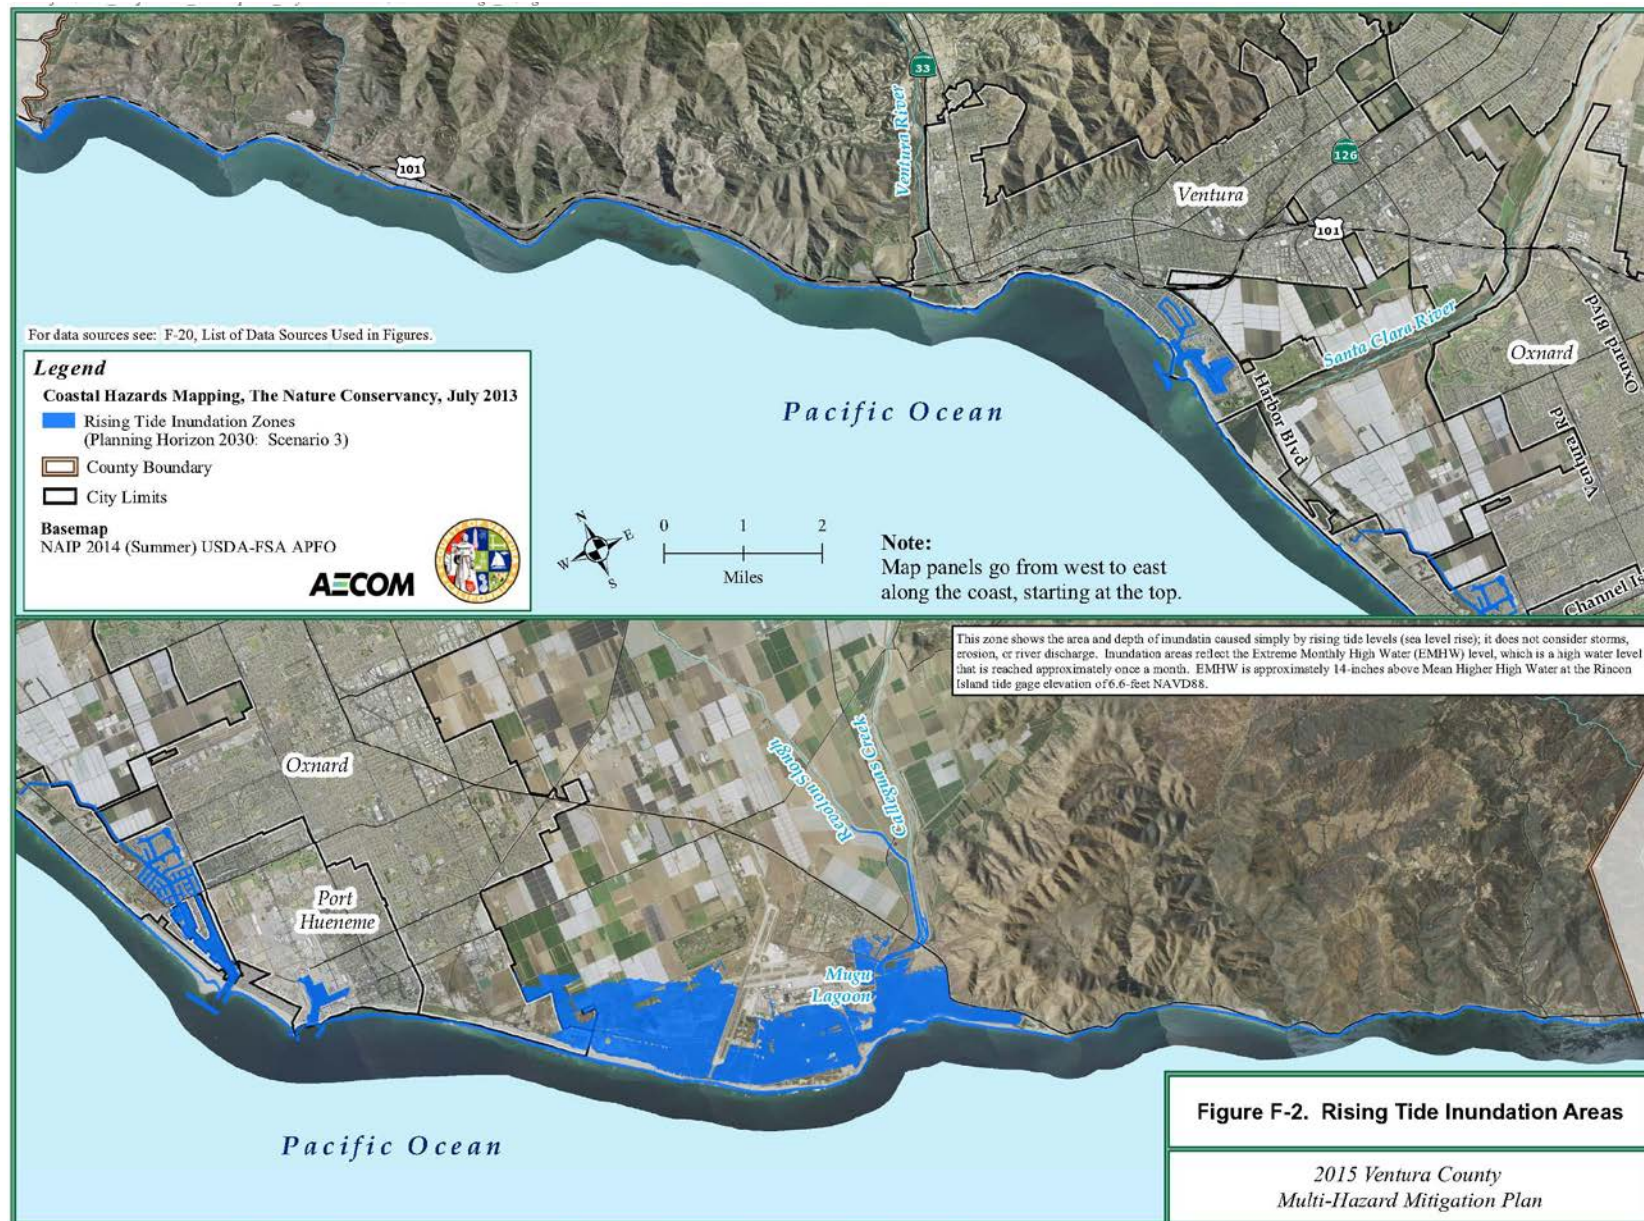 33
Ventura River
101
126
Ventura
101
Santa Clara River
Oxnard
Oxnard Blvd
Ventura Rd
Harbor Blvd
Pacific Ocean
For data sources see: F-20, List of Data Sources Used in Figures.
Legend
Coastal Hazards Mapping, The Nature Conservancy, July 2013
Rising Tide Inundation Zones
(Planning Horizon 2030: Scenario 3)
County Boundary
City Limits
Basemap
NAIP 2014 (Summer) USDA-FSA APFO
AECOM
N
E
W
S
0 1 2
Miles
Note:
Map panels go from west to east
along the coast, starting at the top.
Channel Is
This zone shows the area and depth of inundatin caused simply by rising tide levels (sea level rise); it does not consider storms,
erosion, or river discharge. Inundation areas reflect the Extreme Monthly High Water (EMHW) level, which is a high water level
that is reached approximately once a month. EMHW is approximately 14-inches above Mean Higher High Water at the Rincon
Island tide gage elevation of 6.6-feet NAVD88.
Oxnard
Revolon Slough
Calleguas Creek
Port
Hueneme
Mugu
Lagoon
Pacific Ocean
Figure F-2. Rising Tide Inundation Areas
2015 Ventura County
Multi-Hazard Mitigation Plan